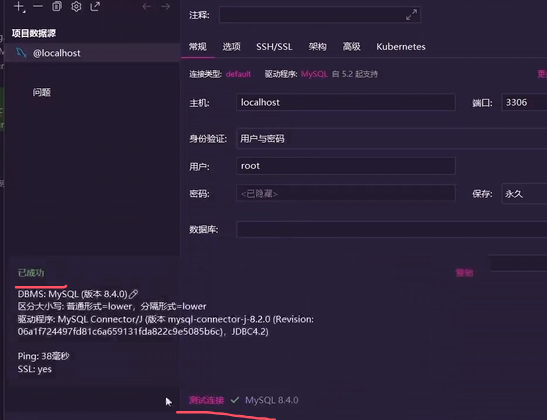 注释:
项目数据源
@localhost
问题
常规 选项 SSH/SSL 架构 高级 Kubernetes
连接类型: default 驱动程序: MySQL 自 5.2 起支持
主机: localhost 端口: 3306
身份验证: 用户与密码
用户: root
密码: <已隐藏> 保存: 永久
数据库:
已成功
DBMS: MySQL (版本 8.4.0)
区分大小写: 普通形式=lower，分隔形式=lower
驱动程序: MySQL Connector/J (版本 mysql-connector-j-8.2.0 (Revision:
06a1f724497fd81c6a659131fda822c9e5085b6c)，JDBC4.2)
Ping: 38毫秒
SSL: yes
测试连接 MySQL 8.4.0